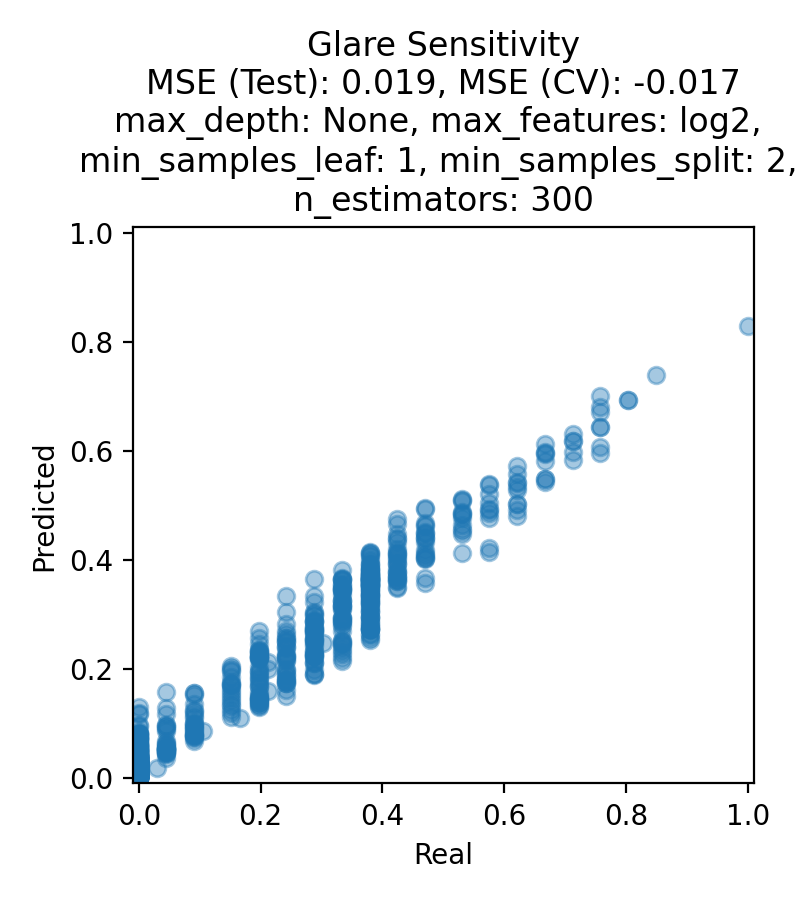 Glare Sensitivity
MSE (Test): 0.019, MSE (CV): -0.017
max_depth: None, max_features: log2,
min_samples_leaf: 1, min_samples_split: 2,
n_estimators: 300
1.0
0.8
0.6
0.4
0.2
0.0
Predicted
0.0 0.2 0.4 0.6 0.8 1.0
Real